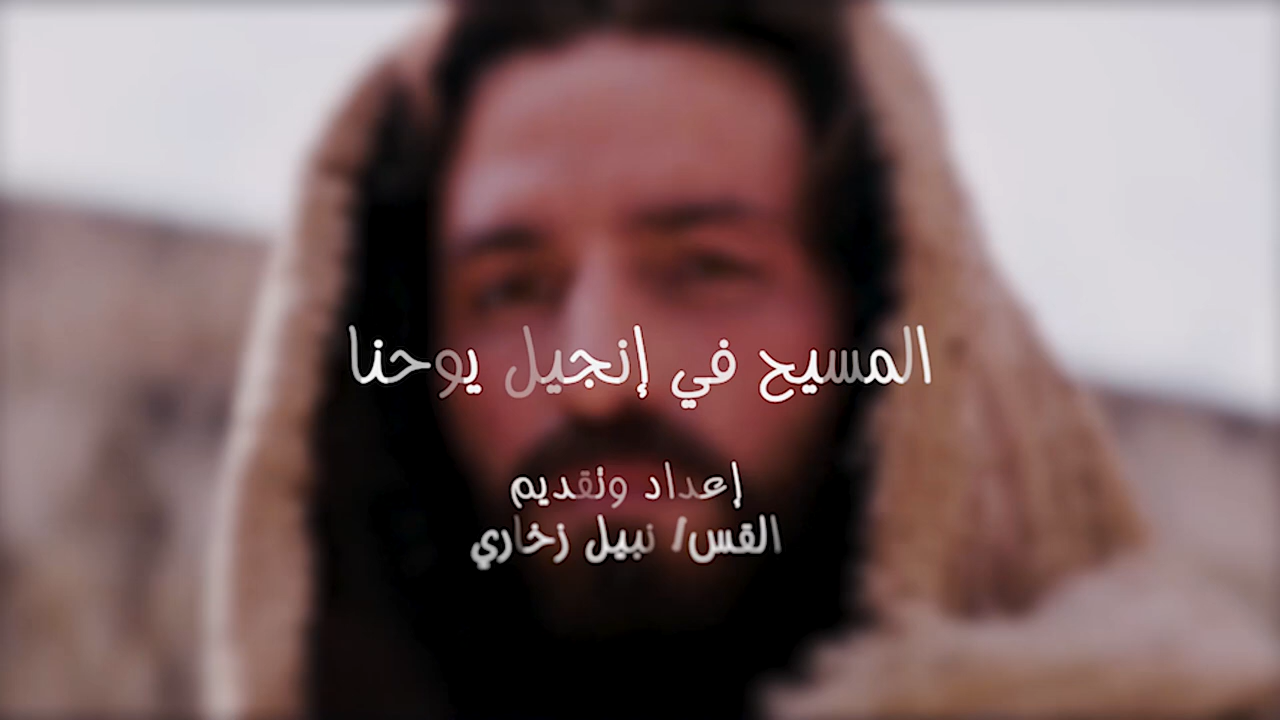 المسيح في إنجيل يوحنا
إعداد وتقديم
القس/ نبيل زخاري